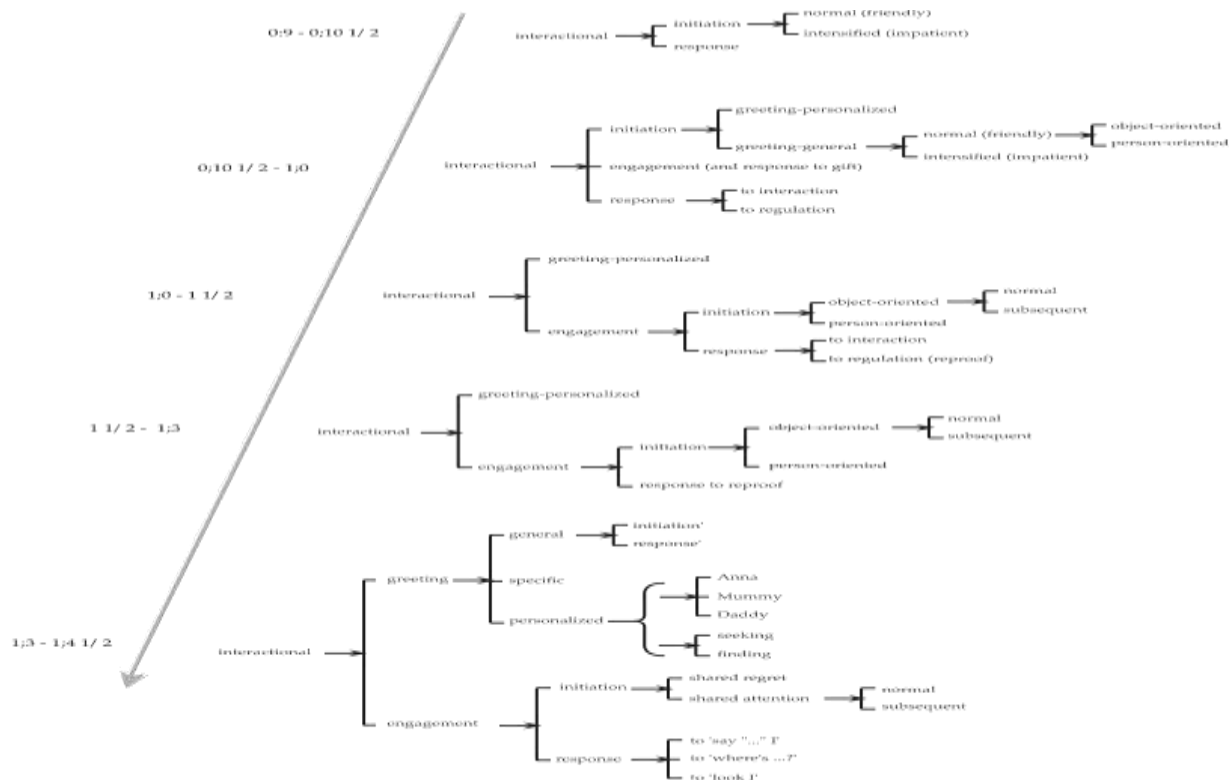 0:9 - 0;10 1/ 2
interactional
initiation
response
normal (friendly)
intensified (impatient)
0;10 1/ 2 - 1;0
interactional
initiation
engagement (and response to gift)
response
greeting-personalized
greeting-general
to interaction
to regulation
normal (friendly)
intensified (impatient)
object-oriented
person-oriented
1;0 - 1 1/ 2
interactional
greeting-personalized
engagement
initiation
response
object-oriented
person-oriented
to interaction
to regulation (reproof)
normal
subsequent
1 1/ 2 - 1;3
interactional
greeting-personalized
engagement
initiation
response to reproof
object-oriented
person-oriented
normal
subsequent
1;3 - 1;4 1/ 2
interactional
greeting
engagement
general
specific
personalized
initiation'
response'
Anna
Mummy
Daddy
seeking
finding
initiation
response
shared regret
shared attention
normal
subsequent
to 'say "..." !'
to 'where's ...?'
to 'look !'